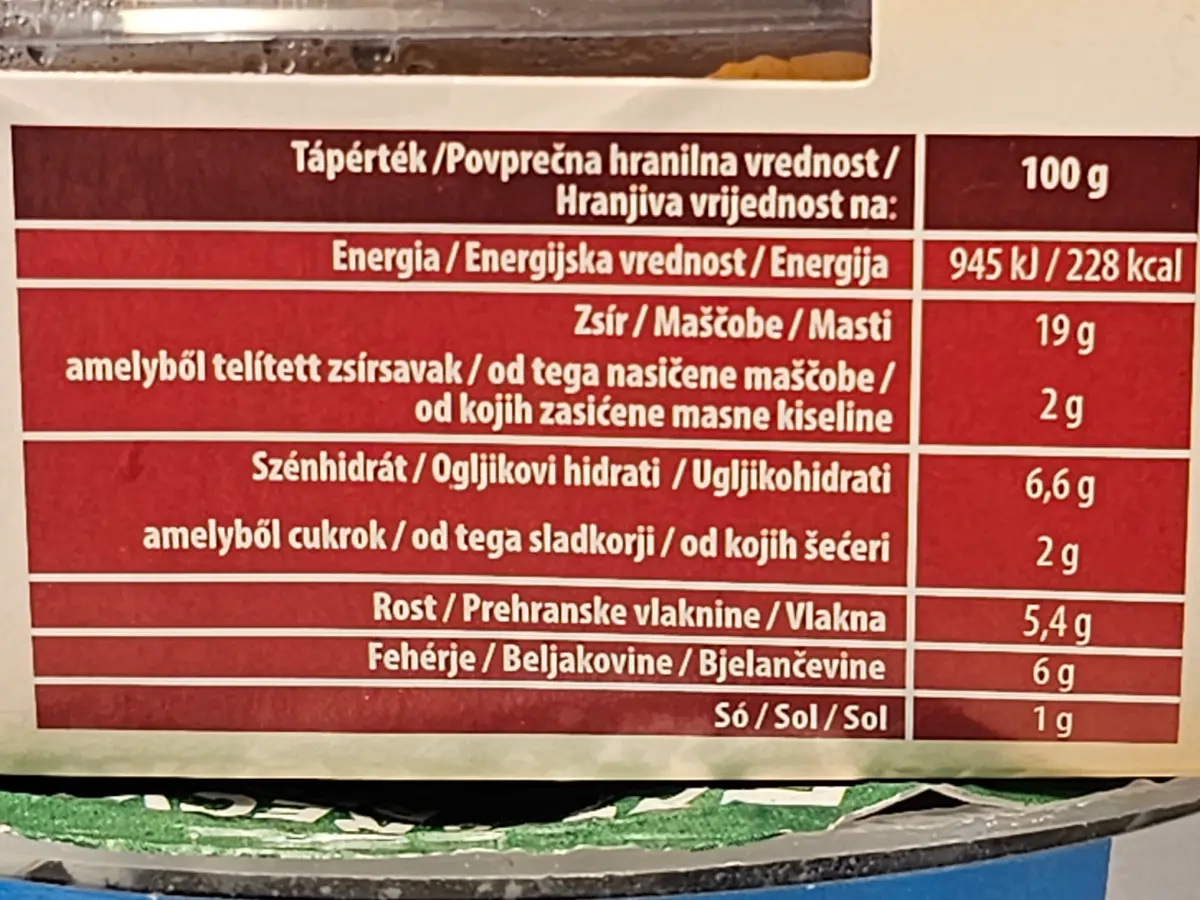 Tápérték /Povprečna hranilna vrednost / 100 g
Hranjiva vrijednost na:
Energia / Energijska vrednost / Energija 945 kJ / 228 kcal
Zsír / Maščobe / Masti 19 g
amelyből telített zsírsavak / od tega nasičene maščobe / 2 g
od kojih zasićene masne kiseline
Szénhidrát / Ogljikovi hidrati / Ugljikohidrati 6,6 g
amelyből cukrok / od tega sladkorji / od kojih šećeri 2 g
Rost / Prehranske vlaknine / Vlakna 5,4 g
Fehérje / Beljakovine / Bjelančevine 6 g
Só / Sol / Sol 1 g